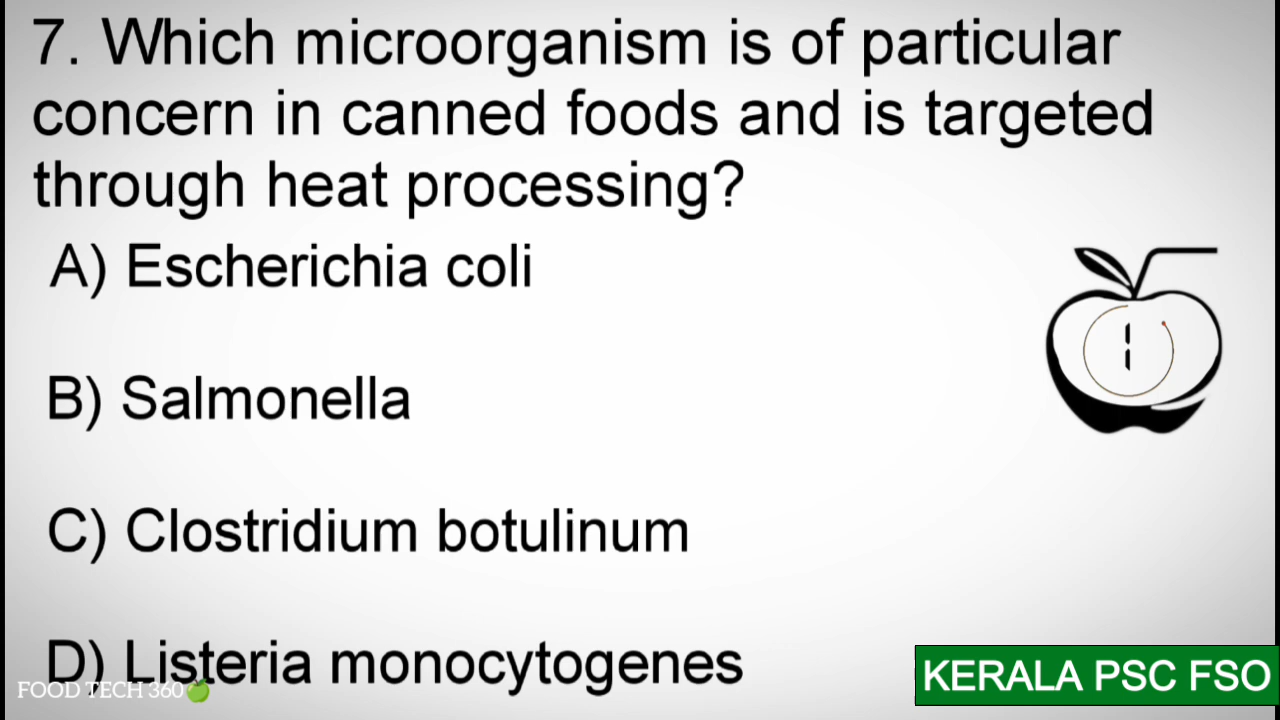 7. Which microorganism is of particular
concern in canned foods and is targeted
through heat processing?
A) Escherichia coli
1
B) Salmonella
C) Clostridium botulinum
D) Listeria monocytogenes
FOOD TECH 360
KERALA PSC FSO